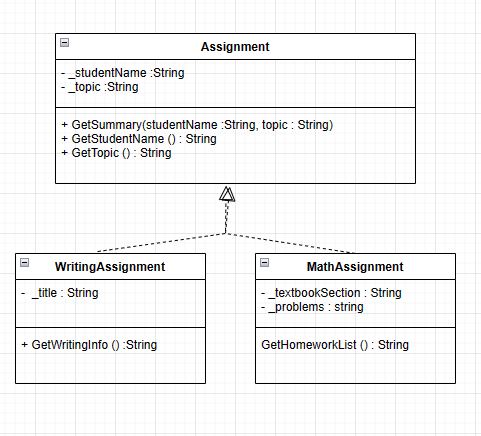 Assignment
- _studentName :String
- _topic :String
+ GetSummary(studentName :String, topic : String)
+ GetStudentName () : String
+ GetTopic () : String
WritingAssignment
- _title : String
+ GetWritingInfo () :String
MathAssignment
- _textbookSection : String
- _problems : string
GetHomeworkList () : String